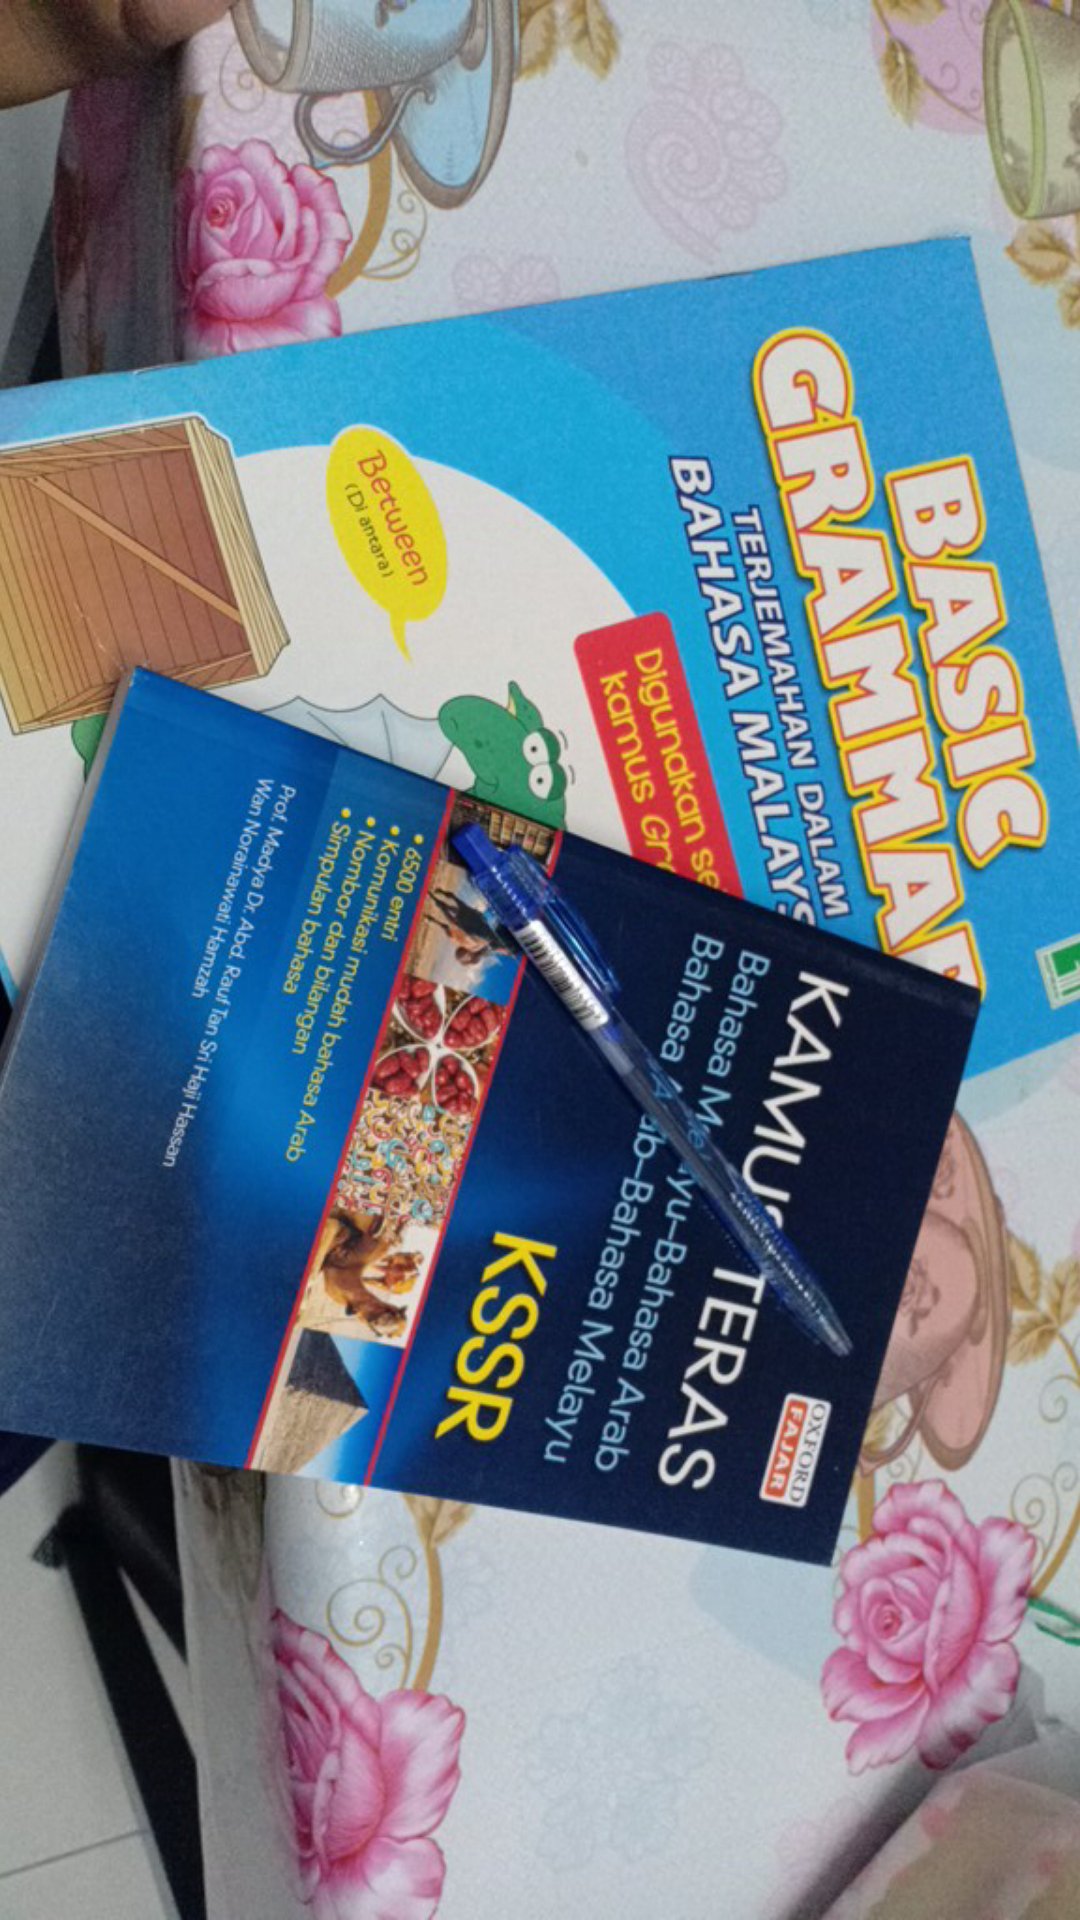 BASIC
GRAMMAR
TERJEMAHAN DALAM
BAHASA MALAYS
Digunakan se
kamus Gr
Between
(Di antara)
OXFORD
FAJAR
KAMUS TERAS
Bahasa Melayu–Bahasa Arab
Bahasa Arab–Bahasa Melayu
KSSR
• 6500 entri
• Komunikasi mudah bahasa Arab
• Nombor dan bilangan
• Simpulan bahasa
Prof. Madya Dr. Abd. Rauf Tan Sri Haji Hassan
Wan Norainawati Hamzah